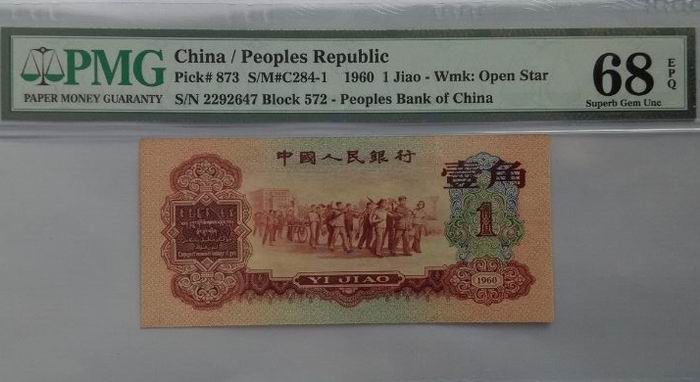 PMG
PAPER MONEY GUARANTY
China / Peoples Republic
Pick# 873 S/M#C284-1 1960 1 Jiao - Wmk: Open Star
S/N 2292647 Block 572 - Peoples Bank of China
68 EPQ
Superb Gem Unc
中國人民銀行
壹角
1
YI JIAO
1960